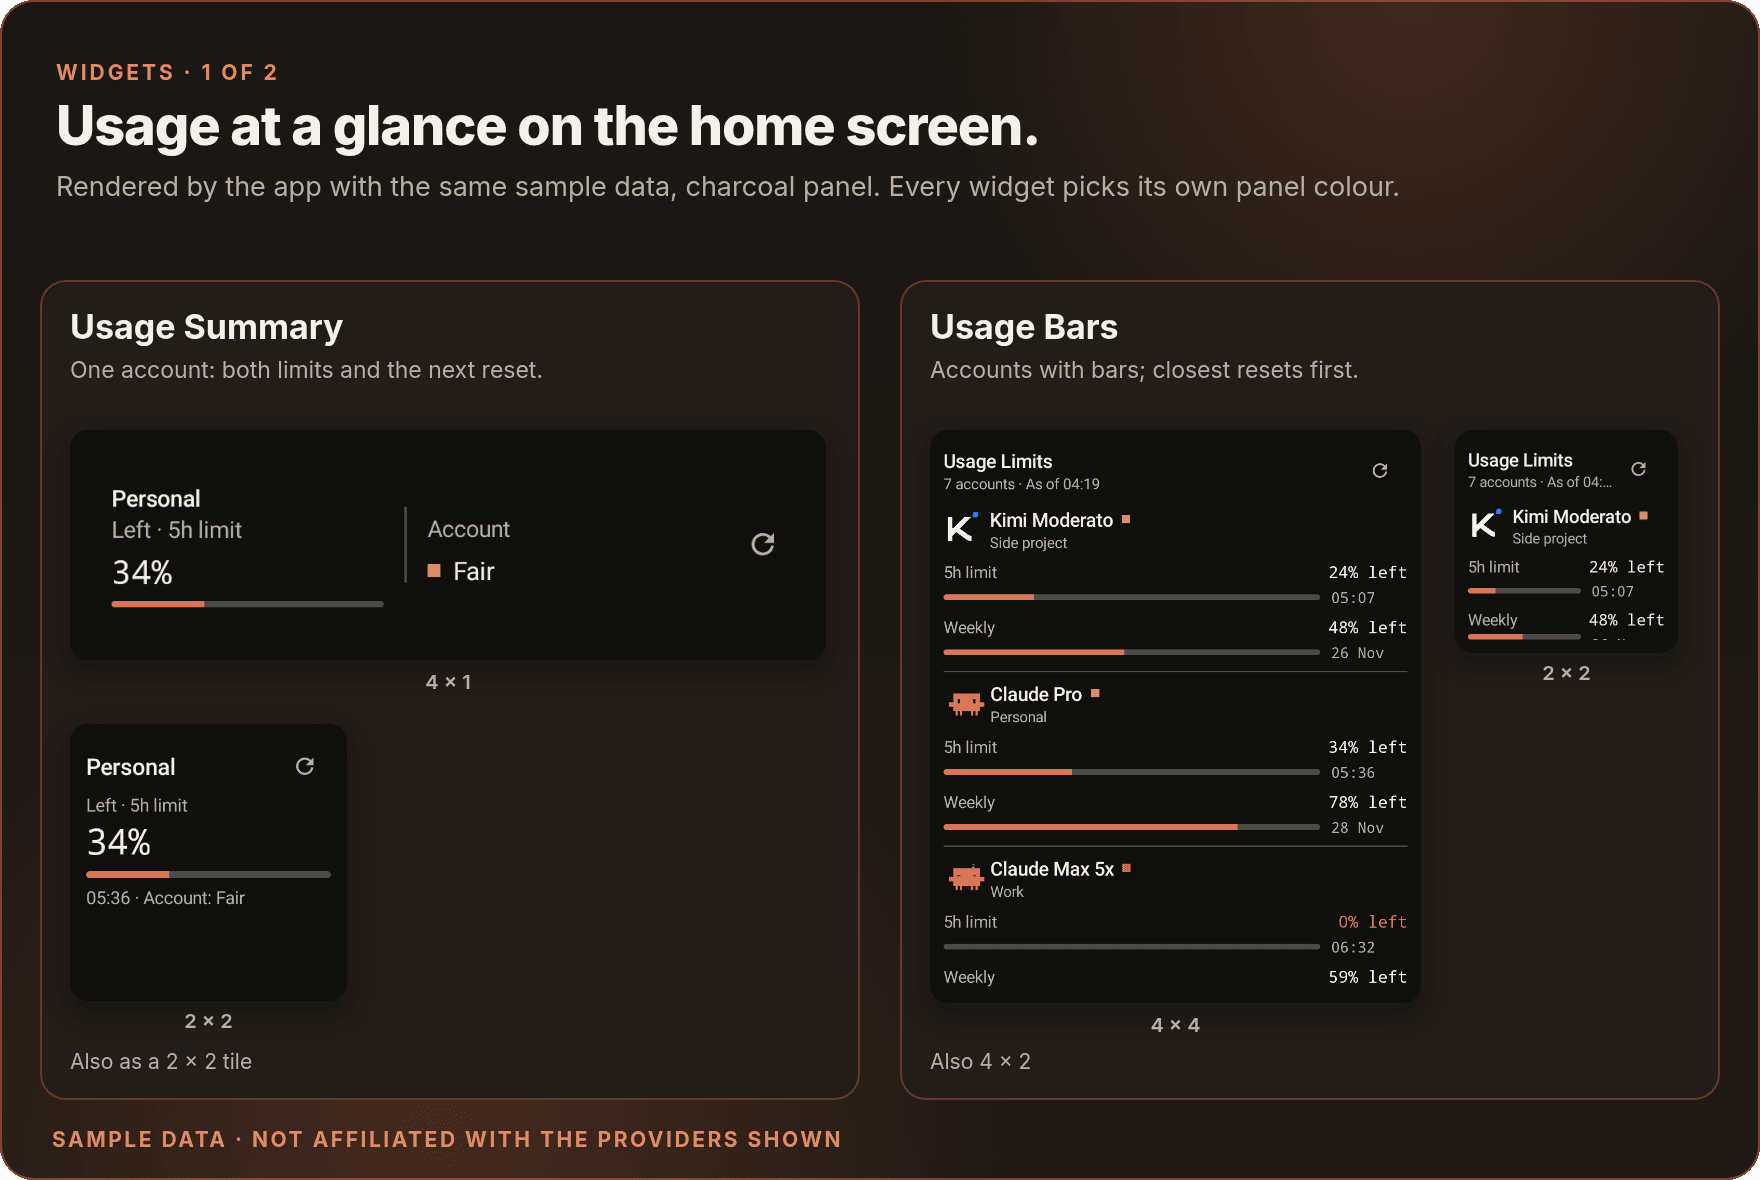 WIDGETS · 1 OF 2
Usage at a glance on the home screen.
Rendered by the app with the same sample data, charcoal panel. Every widget picks its own panel colour.
Usage Summary
One account: both limits and the next reset.
Personal
Left · 5h limit
34%
Account
Fair
4 × 1
Personal
Left · 5h limit
34%
05:36 · Account: Fair
2 × 2
Also as a 2 × 2 tile
Usage Bars
Accounts with bars; closest resets first.
Usage Limits
7 accounts · As of 04:19
Kimi Moderato
Side project
5h limit 24% left
05:07
Weekly 48% left
26 Nov
Claude Pro
Personal
5h limit 34% left
05:36
Weekly 78% left
28 Nov
Claude Max 5x
Work
5h limit 0% left
06:32
Weekly 59% left
4 × 4
Usage Limits
7 accounts · As of 04:...
Kimi Moderato
Side project
5h limit 24% left
05:07
Weekly 48% left
2 × 2
Also 4 × 2
SAMPLE DATA · NOT AFFILIATED WITH THE PROVIDERS SHOWN